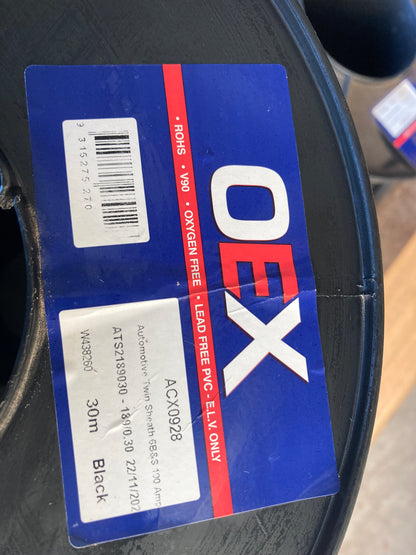 OEX
• ROHS • V90 • OXYGEN FREE • LEAD FREE PVC - E.L.V. ONLY
9 315275 270
ACX0928
Automotive Twin Sheath 6B&S 100 Amp
ATS2189030 - 189/0.30 22/11/202
W438260 30m Black